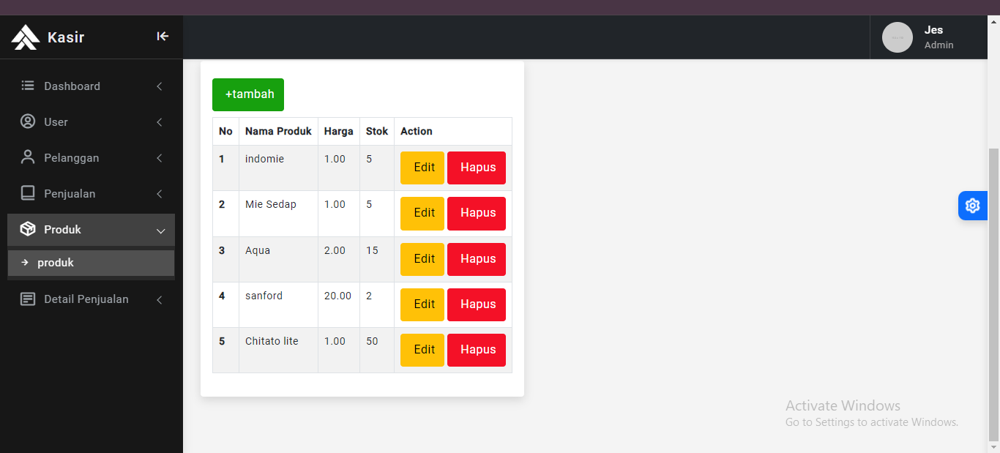 Kasir
Jes
Admin
Dashboard
User
Pelanggan
Penjualan
Produk
produk
Detail Penjualan
+tambah
No Nama Produk Harga Stok Action
1 indomie 1.00 5 Edit Hapus
2 Mie Sedap 1.00 5 Edit Hapus
3 Aqua 2.00 15 Edit Hapus
4 sanford 20.00 2 Edit Hapus
5 Chitato lite 1.00 50 Edit Hapus
Activate Windows
Go to Settings to activate Windows.